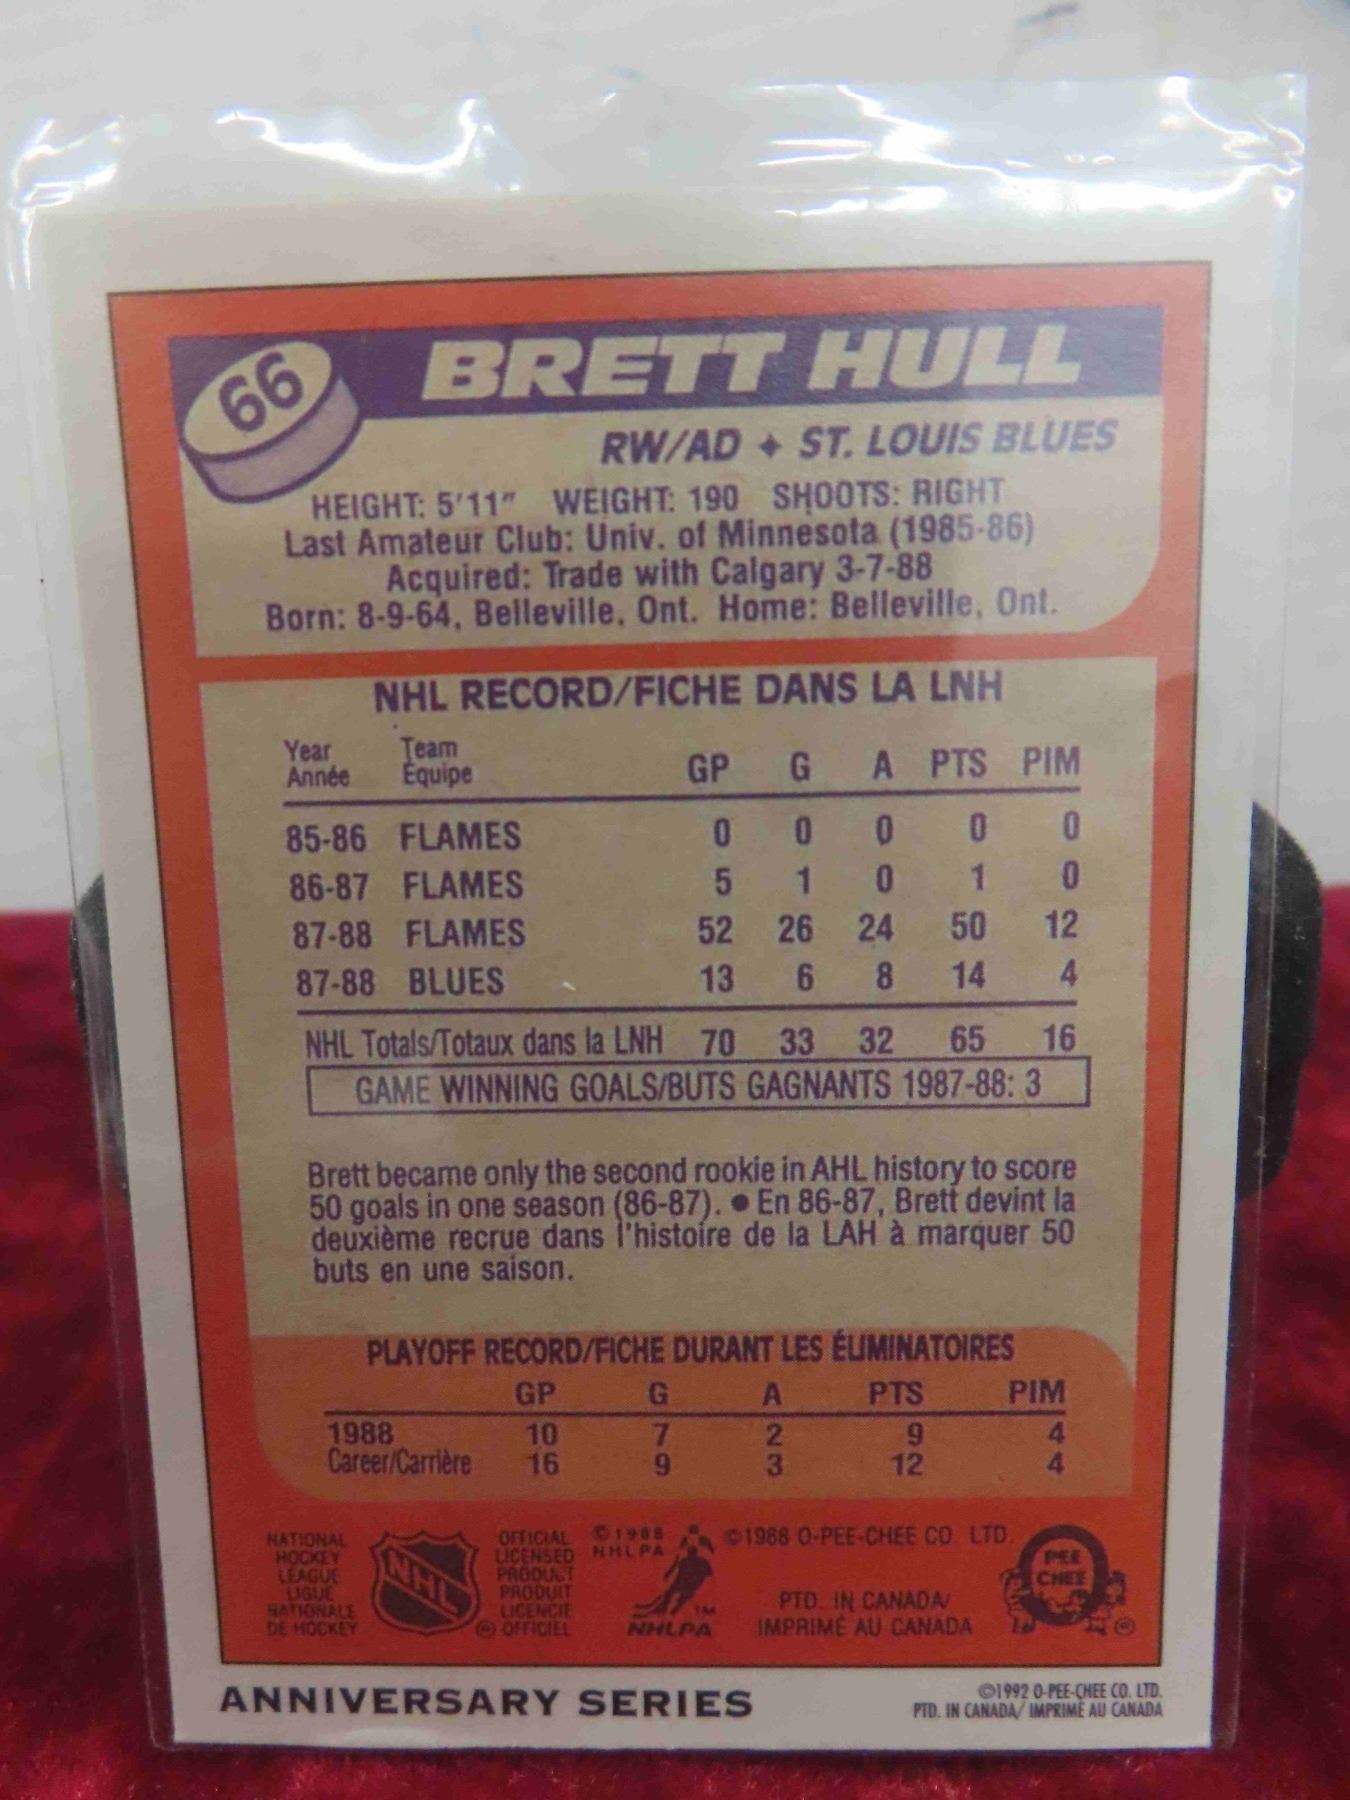 66
BRETT HULL
RW/AD ✦ ST. LOUIS BLUES
HEIGHT: 5'11" WEIGHT: 190 SHOOTS: RIGHT
Last Amateur Club: Univ. of Minnesota (1985-86)
Acquired: Trade with Calgary 3-7-88
Born: 8-9-64, Belleville, Ont. Home: Belleville, Ont.
NHL RECORD/FICHE DANS LA LNH
Year Team
Année Équipe GP G A PTS PIM
85-86 FLAMES 0 0 0 0 0
86-87 FLAMES 5 1 0 1 0
87-88 FLAMES 52 26 24 50 12
87-88 BLUES 13 6 8 14 4
NHL Totals/Totaux dans la LNH 70 33 32 65 16
GAME WINNING GOALS/BUTS GAGNANTS 1987-88: 3
Brett became only the second rookie in AHL history to score
50 goals in one season (86-87). ● En 86-87, Brett devint la
deuxième recrue dans l'histoire de la LAH à marquer 50
buts en une saison.
PLAYOFF RECORD/FICHE DURANT LES ÉLIMINATOIRES
GP G A PTS PIM
1988 10 7 2 9 4
Career/Carrière 16 9 3 12 4
NATIONAL
HOCKEY
LEAGUE
LIGUE
NATIONALE
DE HOCKEY
NHL
OFFICIAL
LICENSED
PRODUCT
PRODUIT
LICENCIÉ
® OFFICIEL
©1988
NHLPA
TM
NHLPA
©1988 O-PEE-CHEE CO. LTD.
PTD. IN CANADA/
IMPRIMÉ AU CANADA
O
PEE
CHEE
®
ANNIVERSARY SERIES
©1992 O-PEE-CHEE CO. LTD.
PTD. IN CANADA/ IMPRIMÉ AU CANADA